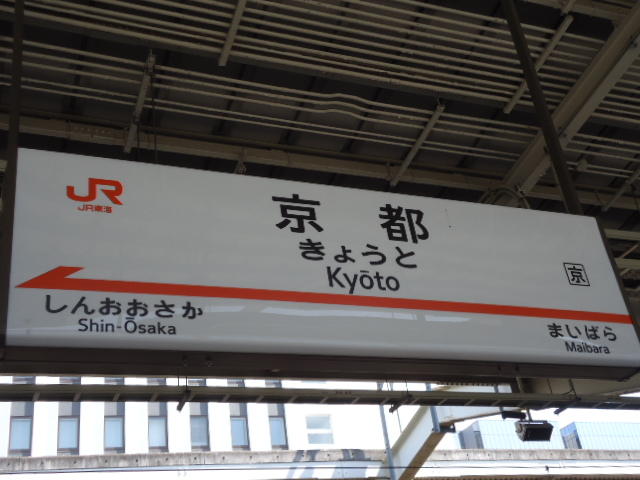 JR
JR東海
京都
きょうと
Kyōto
京
しんおおさか
Shin-Ōsaka
まいばら
Maibara